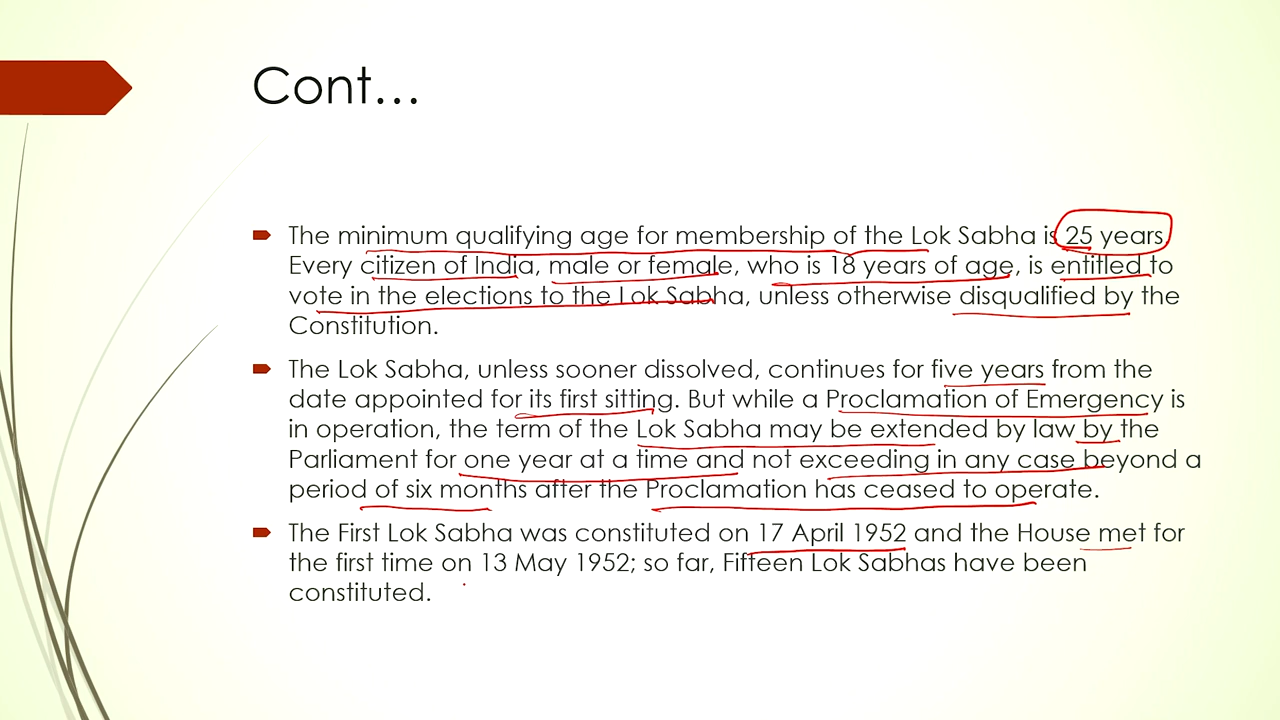 Cont…
The minimum qualifying age for membership of the Lok Sabha is 25 years.
Every citizen of India, male or female, who is 18 years of age, is entitled to
vote in the elections to the Lok Sabha, unless otherwise disqualified by the
Constitution.
The Lok Sabha, unless sooner dissolved, continues for five years from the
date appointed for its first sitting. But while a Proclamation of Emergency is
in operation, the term of the Lok Sabha may be extended by law by the
Parliament for one year at a time and not exceeding in any case beyond a
period of six months after the Proclamation has ceased to operate.
The First Lok Sabha was constituted on 17 April 1952 and the House met for
the first time on 13 May 1952; so far, Fifteen Lok Sabhas have been
constituted.